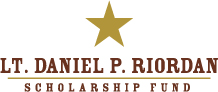 LT. DANIEL P. RIORDAN
SCHOLARSHIP FUND